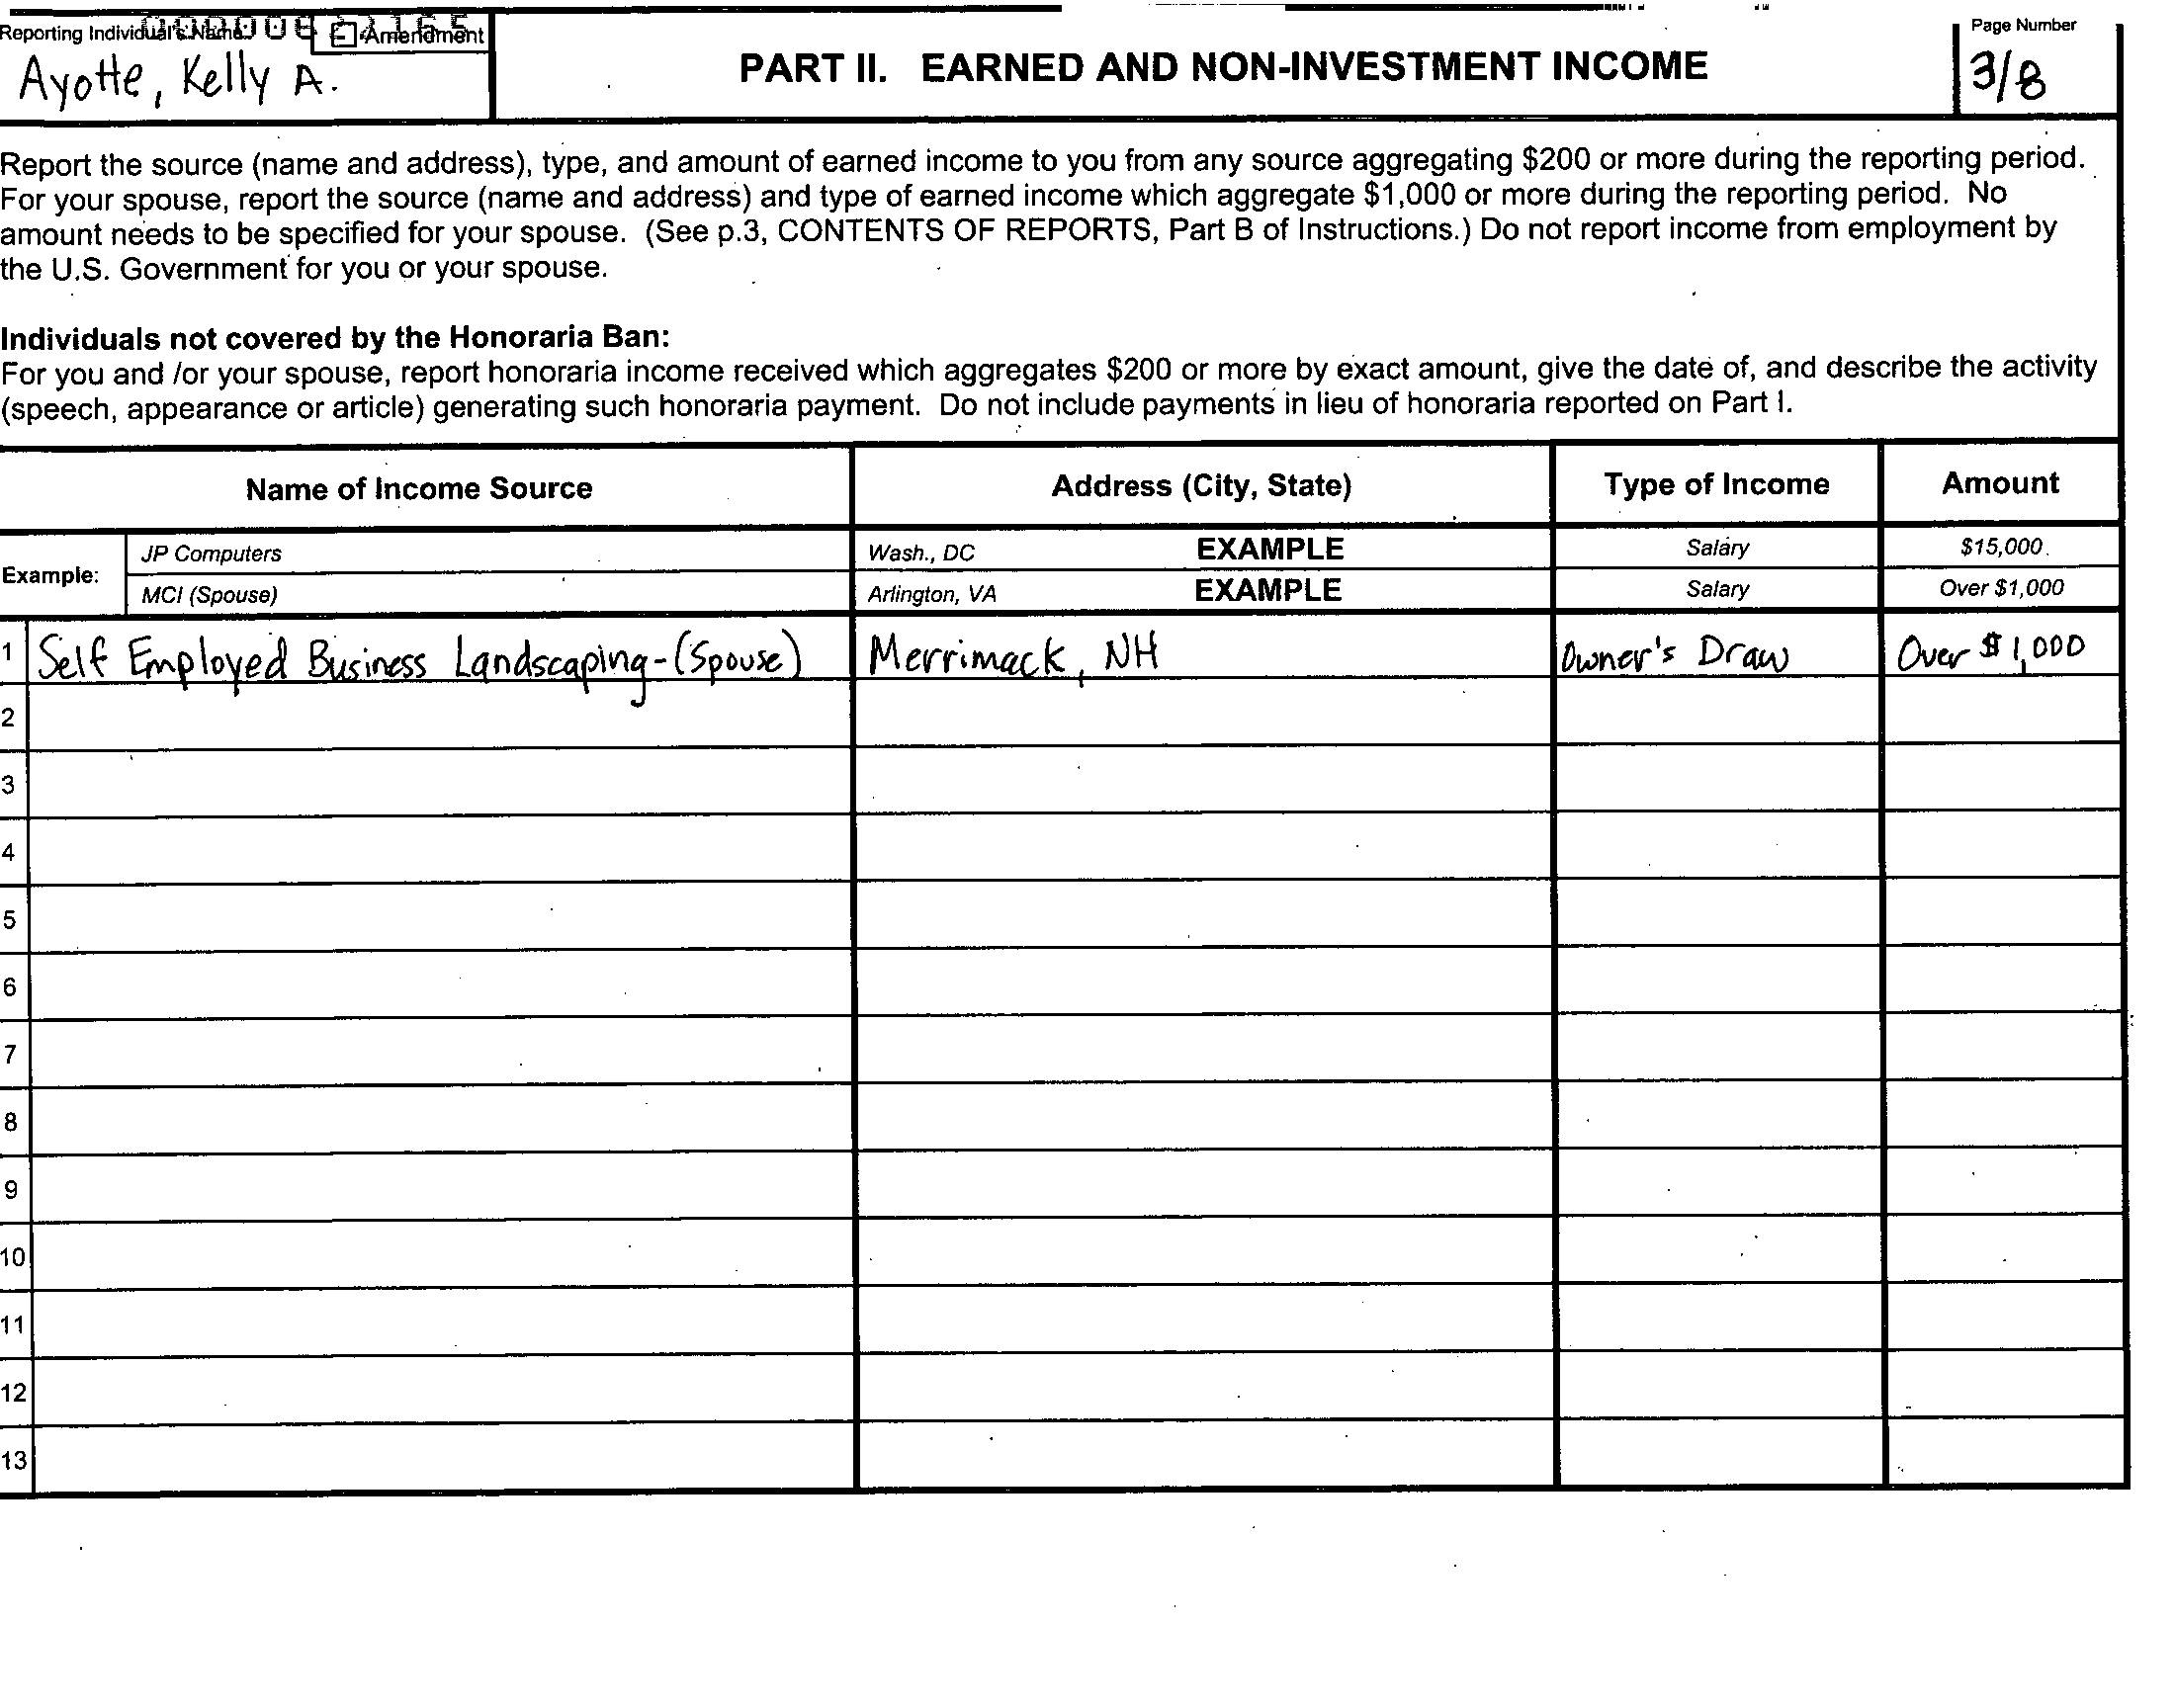 Reporting Individual's Name
Amendment
Ayotte, Kelly A.
PART II. EARNED AND NON-INVESTMENT INCOME
Page Number
3/8
Report the source (name and address), type, and amount of earned income to you from any source aggregating $200 or more during the reporting period.
For your spouse, report the source (name and address) and type of earned income which aggregate $1,000 or more during the reporting period. No
amount needs to be specified for your spouse. (See p.3, CONTENTS OF REPORTS, Part B of Instructions.) Do not report income from employment by
the U.S. Government for you or your spouse.
Individuals not covered by the Honoraria Ban:
For you and /or your spouse, report honoraria income received which aggregates $200 or more by exact amount, give the date of, and describe the activity
(speech, appearance or article) generating such honoraria payment. Do not include payments in lieu of honoraria reported on Part I.
Name of Income Source Address (City, State) Type of Income Amount
Example:
JP Computers Wash., DC EXAMPLE Salary $15,000
MCI (Spouse) Arlington, VA EXAMPLE Salary Over $1,000
1 Self Employed Business Landscaping-(Spouse) Merrimack, NH Owner's Draw Over $1,000
2
3
4
5
6
7
8
9
10
11
12
13